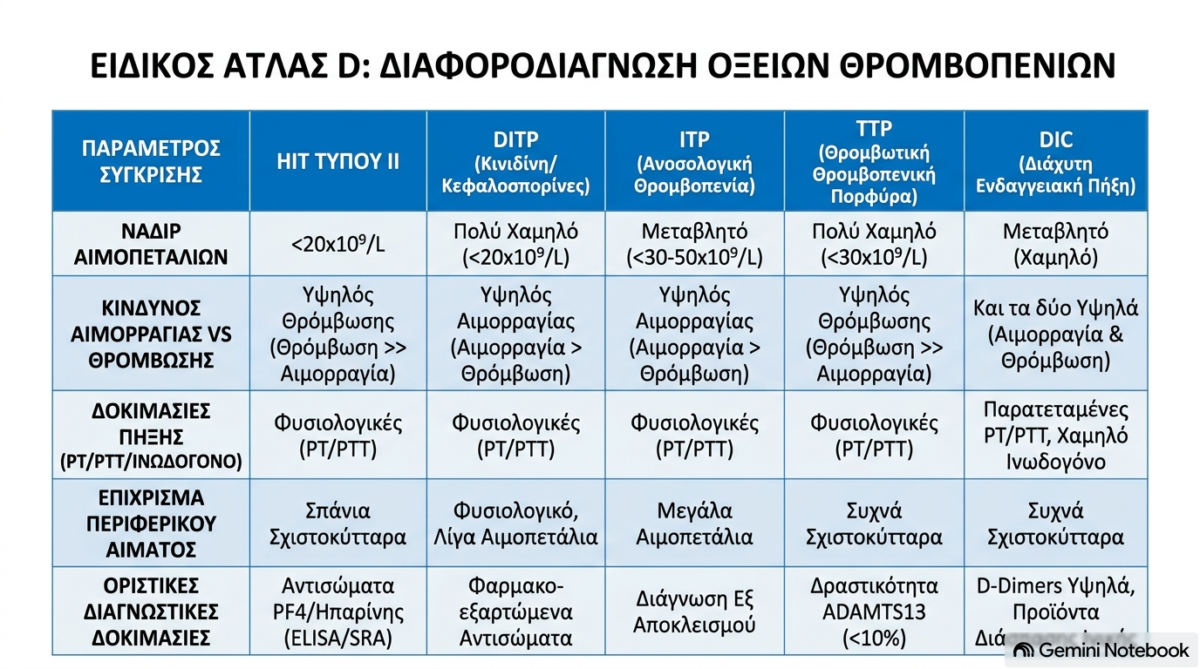 ΕΙΔΙΚΟΣ ΑΤΛΑΣ D: ΔΙΑΦΟΡΟΔΙΑΓΝΩΣΗ ΟΞΕΙΩΝ ΘΡΟΜΒΟΠΕΝΙΩΝ
ΠΑΡΑΜΕΤΡΟΣ
ΣΥΓΚΡΙΣΗΣ
HIT ΤΥΠΟΥ II
DITP
(Κινιδίνη/
Κεφαλοσπορίνες)
ITP
(Ανοσολογική
Θρομβοπενία)
TTP
(Θρομβωτική
Θρομβοπενική
Πορφύρα)
DIC
(Διάχυτη
Ενδαγγειακή Πήξη)
ΝΑΔΙΡ
ΑΙΜΟΠΕΤΑΛΙΩΝ
<20x10⁹/L
Πολύ Χαμηλό
(<20x10⁹/L)
Μεταβλητό
(<30-50x10⁹/L)
Πολύ Χαμηλό
(<30x10⁹/L)
Μεταβλητό
(Χαμηλό)
ΚΙΝΔΥΝΟΣ
ΑΙΜΟΡΡΑΓΙΑΣ VS
ΘΡΟΜΒΩΣΗΣ
Υψηλός
Θρόμβωσης
(Θρόμβωση >>
Αιμορραγία)
Υψηλός
Αιμορραγίας
(Αιμορραγία >
Θρόμβωση)
Υψηλός
Αιμορραγίας
(Αιμορραγία >
Θρόμβωση)
Υψηλός
Θρόμβωσης
(Θρόμβωση >>
Αιμορραγία)
Και τα δύο Υψηλά
(Αιμορραγία &
Θρόμβωση)
ΔΟΚΙΜΑΣΙΕΣ
ΠΗΞΗΣ
(PT/PTT/ΙΝΩΔΟΓΟΝΟ)
Φυσιολογικές
(PT/PTT)
Φυσιολογικές
(PT/PTT)
Φυσιολογικές
(PT/PTT)
Φυσιολογικές
(PT/PTT)
Παρατεταμένες
PT/PTT, Χαμηλό
Ινωδογόνο
ΕΠΙΧΡΙΣΜΑ
ΠΕΡΙΦΕΡΙΚΟΥ
ΑΙΜΑΤΟΣ
Σπάνια
Σχιστοκύτταρα
Φυσιολογικό,
Λίγα Αιμοπετάλια
Μεγάλα
Αιμοπετάλια
Συχνά
Σχιστοκύτταρα
Συχνά
Σχιστοκύτταρα
ΟΡΙΣΤΙΚΕΣ
ΔΙΑΓΝΩΣΤΙΚΕΣ
ΔΟΚΙΜΑΣΙΕΣ
Αντισώματα
PF4/Ηπαρίνης
(ELISA/SRA)
Φαρμακο-
εξαρτώμενα
Αντισώματα
Διάγνωση Εξ
Αποκλεισμού
Δραστικότητα
ADAMTS13
(<10%)
D-Dimers Υψηλά,
Προϊόντα
Gemini Notebook